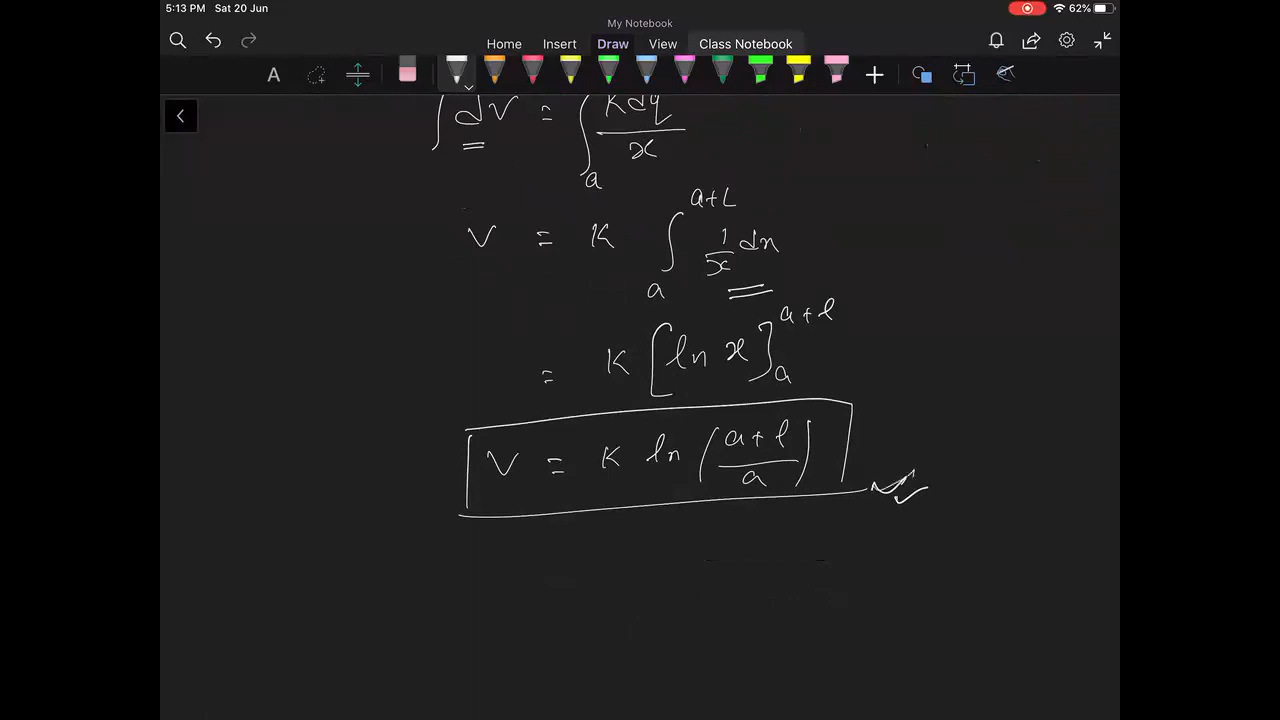 5:13 PM Sat 20 Jun
62%
My Notebook
Home Insert Draw View Class Notebook
A
∫ dV = ∫ₐ Kdq/x
V = K ∫ₐ^(a+L) 1/x dx
= K [ln x]ₐ^(a+l)
V = K ln ((a+l)/a)